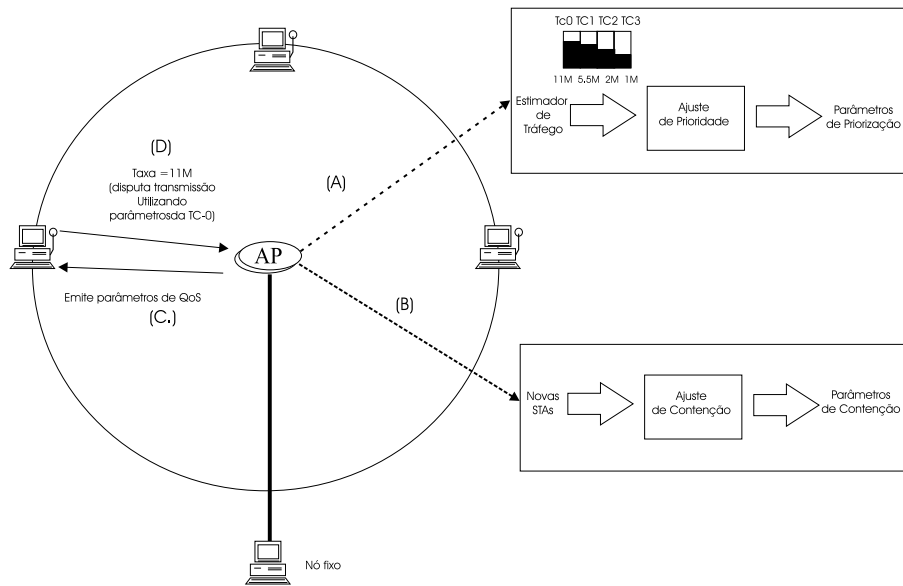 Tc0 TC1 TC2 TC3
11M 5.5M 2M 1M
Estimador
de
Tráfego
Ajuste
de Prioridade
Parâmetros
de Priorização
(D)
Taxa =11M
(disputa transmissão
Utilizando
parâmetrosda TC-0)
(A)
AP
Emite parâmetros de QoS
(C.)
(B)
Novas
STAs
Ajuste
de Contenção
Parâmetros
de Contenção
Nó fixo